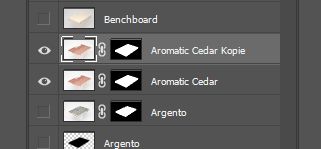 Benchboard
Aromatic Cedar Kopie
Aromatic Cedar
Argento
Argento